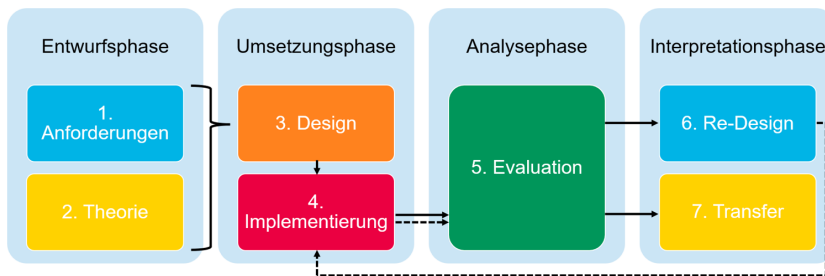 Entwurfsphase
Umsetzungsphase
Analysephase
Interpretationsphase
1.
Anforderungen
2. Theorie
3. Design
4.
Implementierung
5. Evaluation
6. Re-Design
7. Transfer